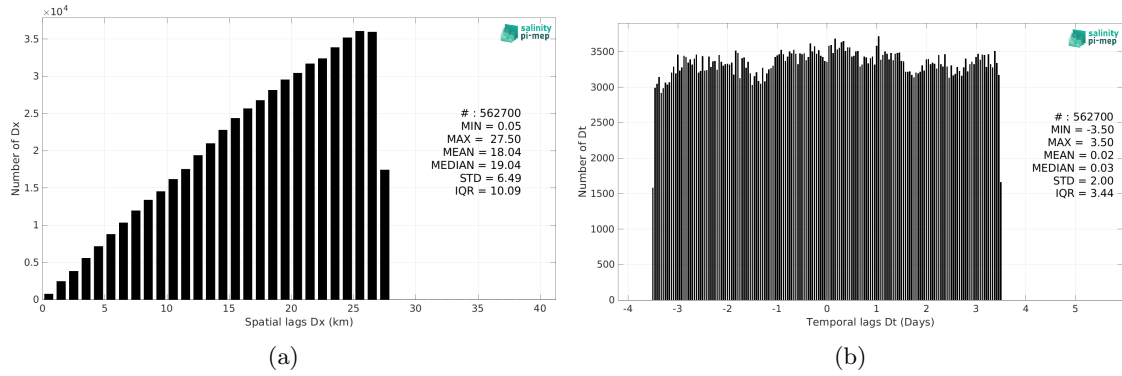 ×10⁴
salinity
pi-mep
3.5
3
2.5
2
1.5
1
0.5
0
Number of Dx
# : 562700
MIN = 0.05
MAX = 27.50
MEAN = 18.04
MEDIAN = 19.04
STD = 6.49
IQR = 10.09
0 5 10 15 20 25 30 35 40
Spatial lags Dx (km)
(a)
salinity
pi-mep
3500
3000
2500
2000
1500
1000
500
0
Number of Dt
# : 562700
MIN = -3.50
MAX = 3.50
MEAN = 0.02
MEDIAN = 0.03
STD = 2.00
IQR = 3.44
-4 -3 -2 -1 0 1 2 3 4 5
Temporal lags Dt (Days)
(b)